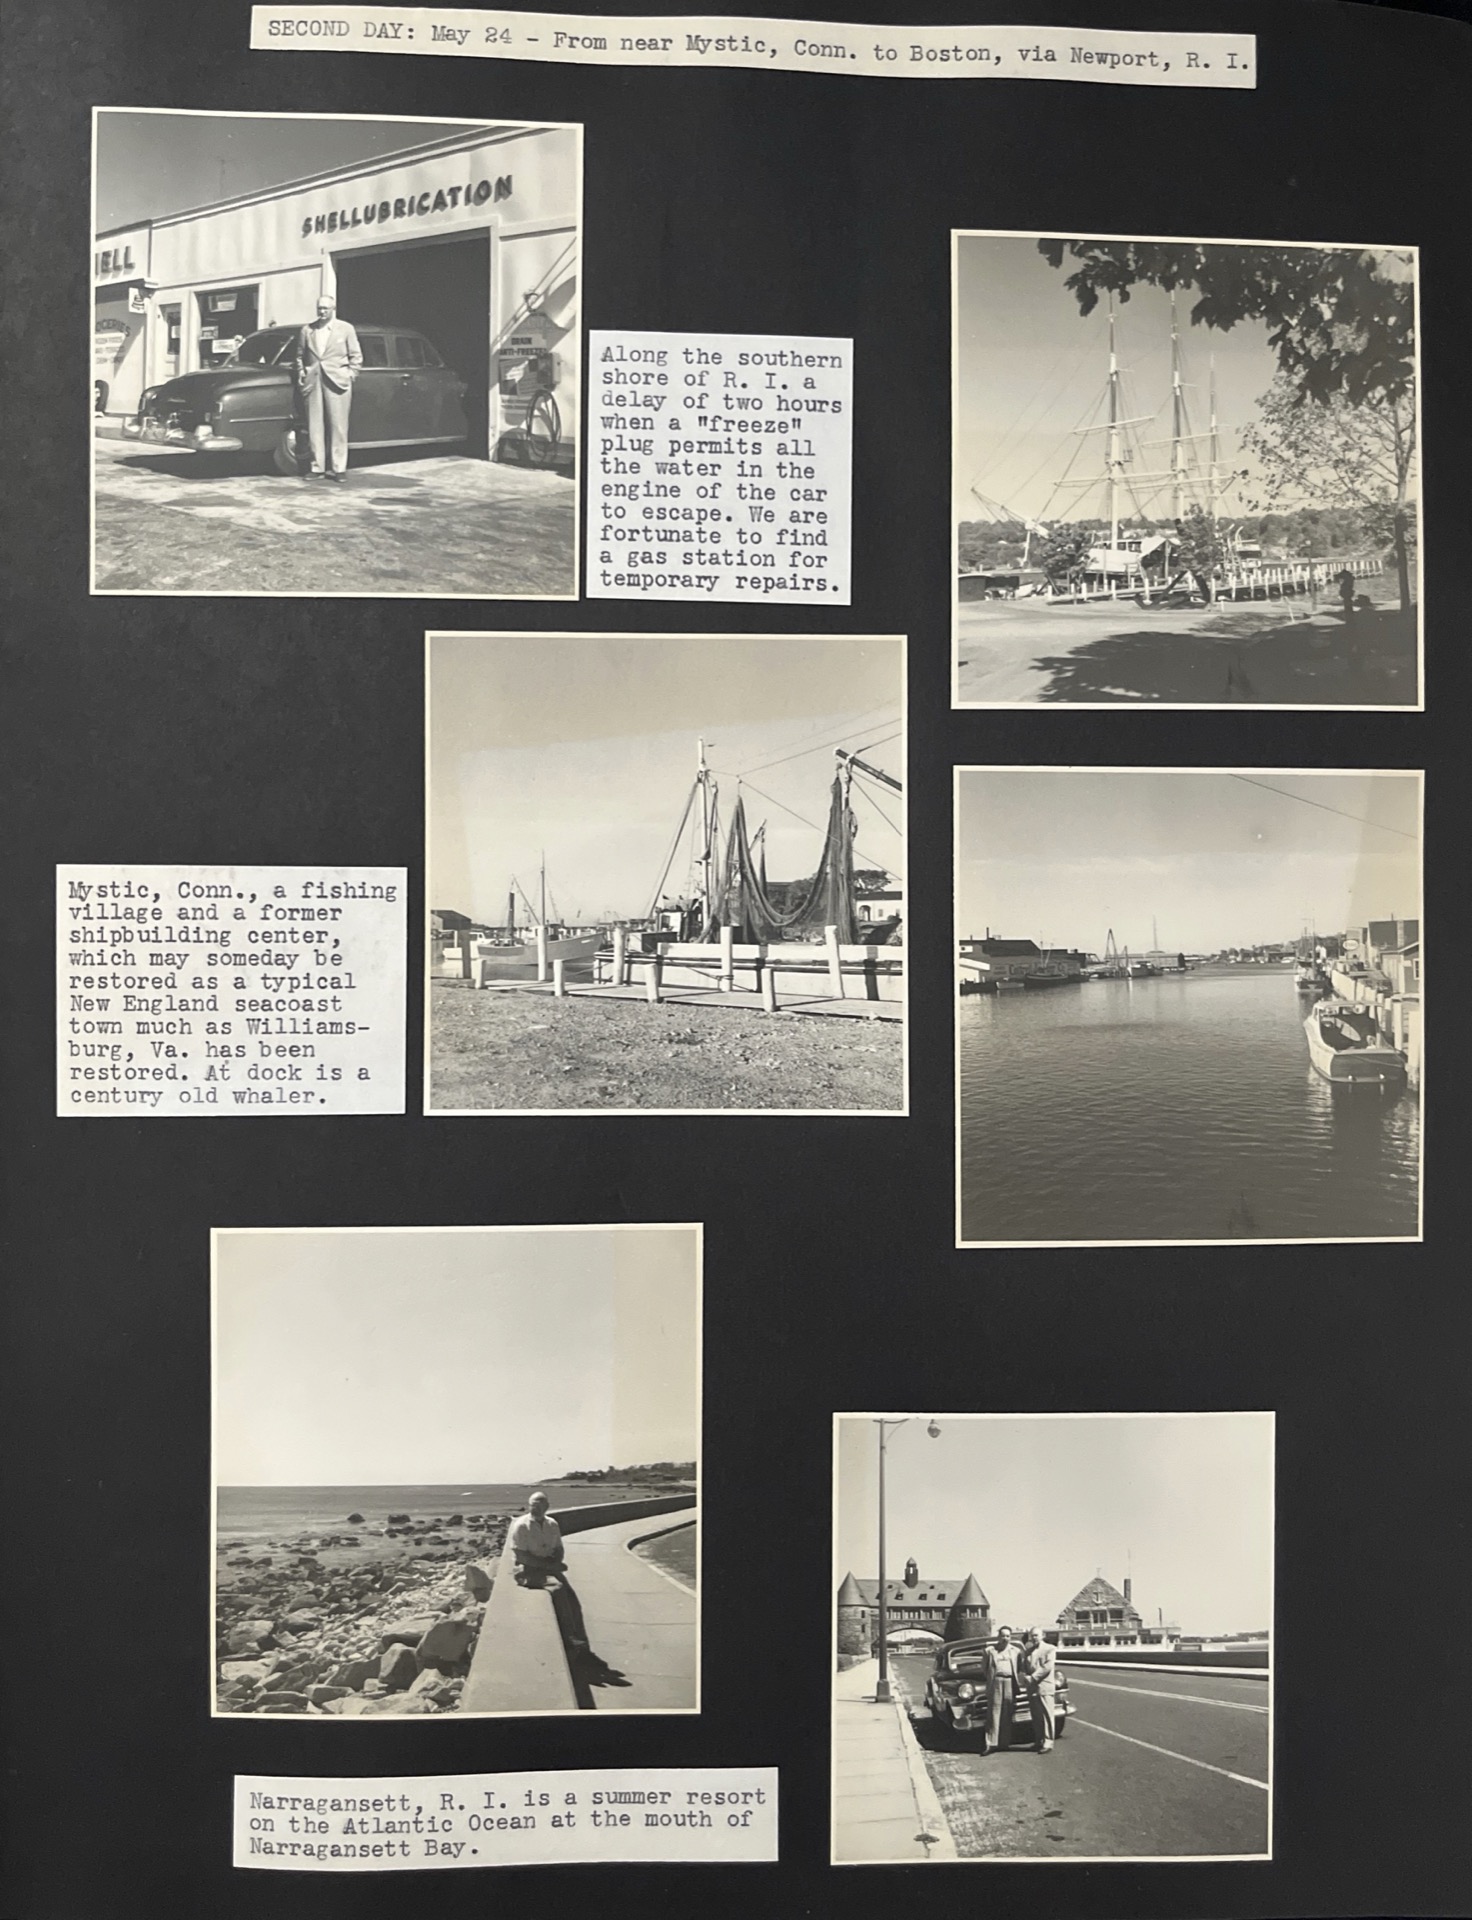 SECOND DAY: May 24 - From near Mystic, Conn. to Boston, via Newport, R. I.
SHELLUBRICATION
ELL
DRAIN
ANTI-FREEZE
Along the southern
shore of R. I. a
delay of two hours
when a "freeze"
plug permits all
the water in the
engine of the car
to escape. We are
fortunate to find
a gas station for
temporary repairs.
Mystic, Conn., a fishing
village and a former
shipbuilding center,
which may someday be
restored as a typical
New England seacoast
town much as Williams-
burg, Va. has been
restored. At dock is a
century old whaler.
Narragansett, R. I. is a summer resort
on the Atlantic Ocean at the mouth of
Narragansett Bay.